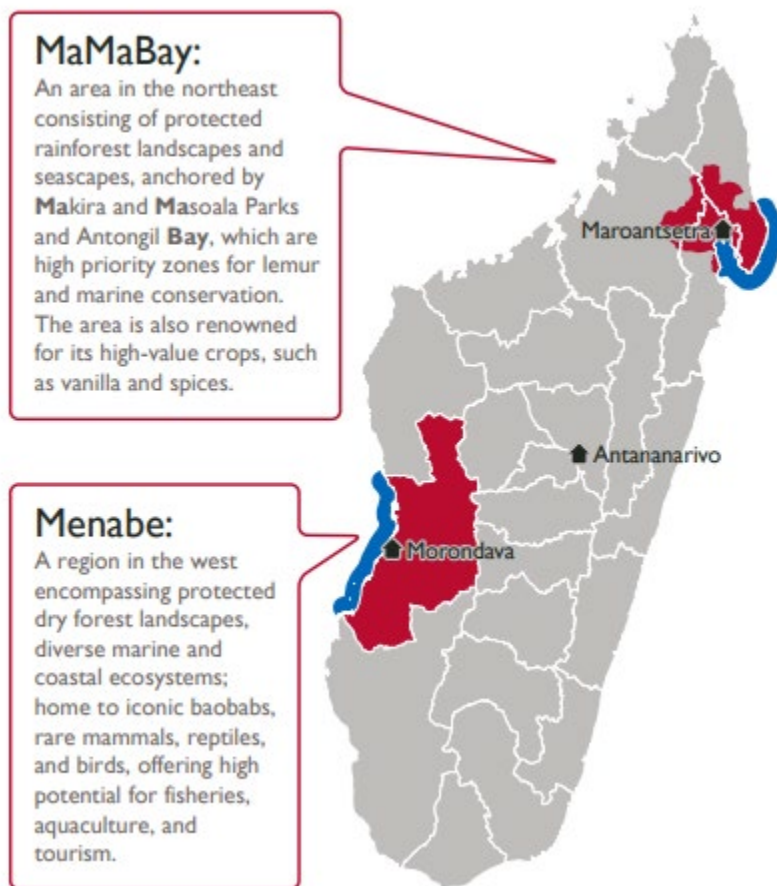 MaMaBay:
An area in the northeast
consisting of protected
rainforest landscapes and
seascapes, anchored by
Makira and Masoala Parks
and Antongil Bay, which are
high priority zones for lemur
and marine conservation.
The area is also renowned
for its high-value crops, such
as vanilla and spices.
Maroantsetra
Antananarivo
Menabe:
A region in the west
encompassing protected
dry forest landscapes,
diverse marine and
coastal ecosystems;
home to iconic baobabs,
rare mammals, reptiles,
and birds, offering high
potential for fisheries,
aquaculture, and
tourism.
Morondava